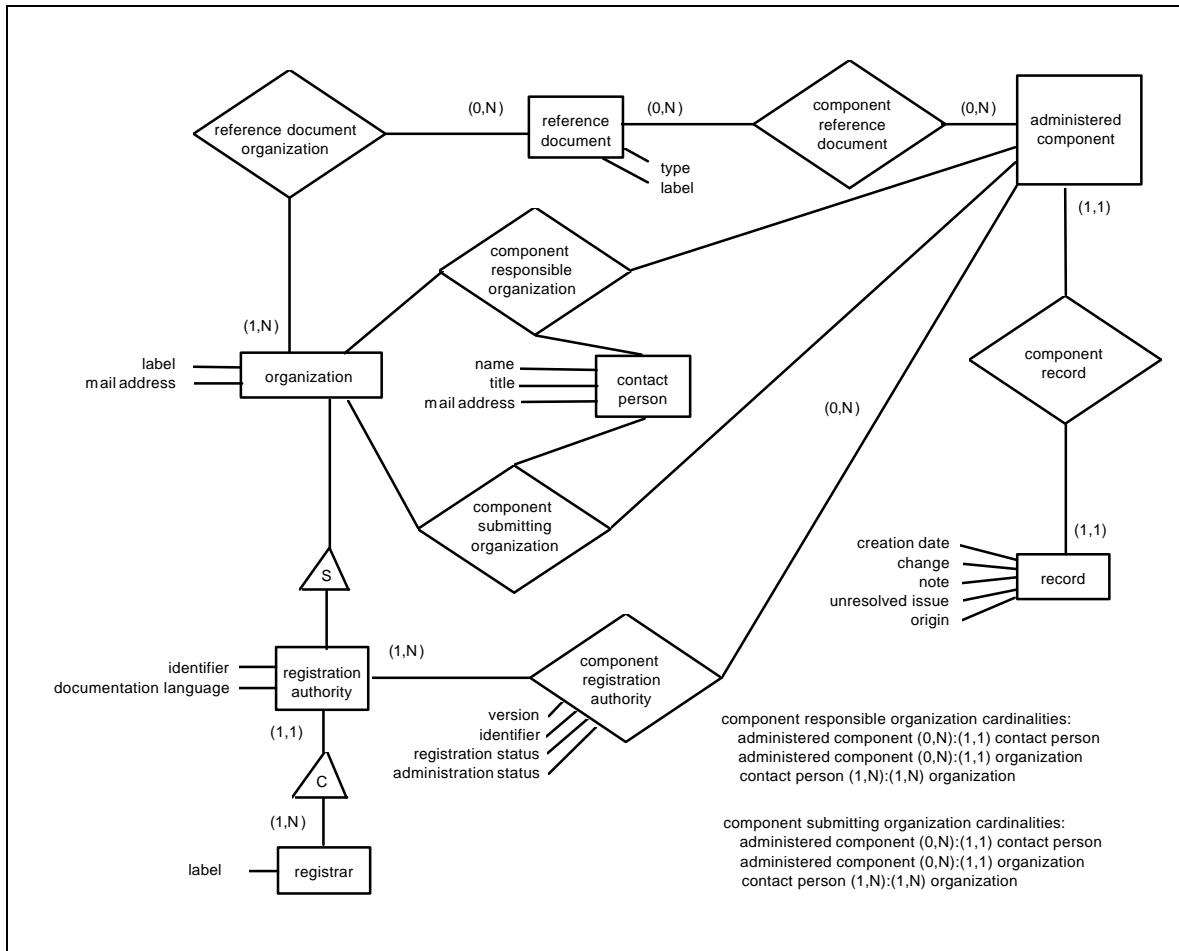 reference document
organization
(0,N)
reference
document
(0,N)
component
reference
document
(0,N)
administered
component
type
label
(1,1)
component
responsible
organization
(1,N)
label
mail address
organization
name
title
mail address
contact
person
(0,N)
component
record
component
submitting
organization
(1,1)
creation date
change
note
unresolved issue
origin
record
S
identifier
documentation language
registration
authority
(1,N)
component
registration
authority
version
identifier
registration status
administration status
(1,1)
C
(1,N)
label
registrar
component responsible organization cardinalities:
administered component (0,N):(1,1) contact person
administered component (0,N):(1,1) organization
contact person (1,N):(1,N) organization
component submitting organization cardinalities:
administered component (0,N):(1,1) contact person
administered component (0,N):(1,1) organization
contact person (1,N):(1,N) organization